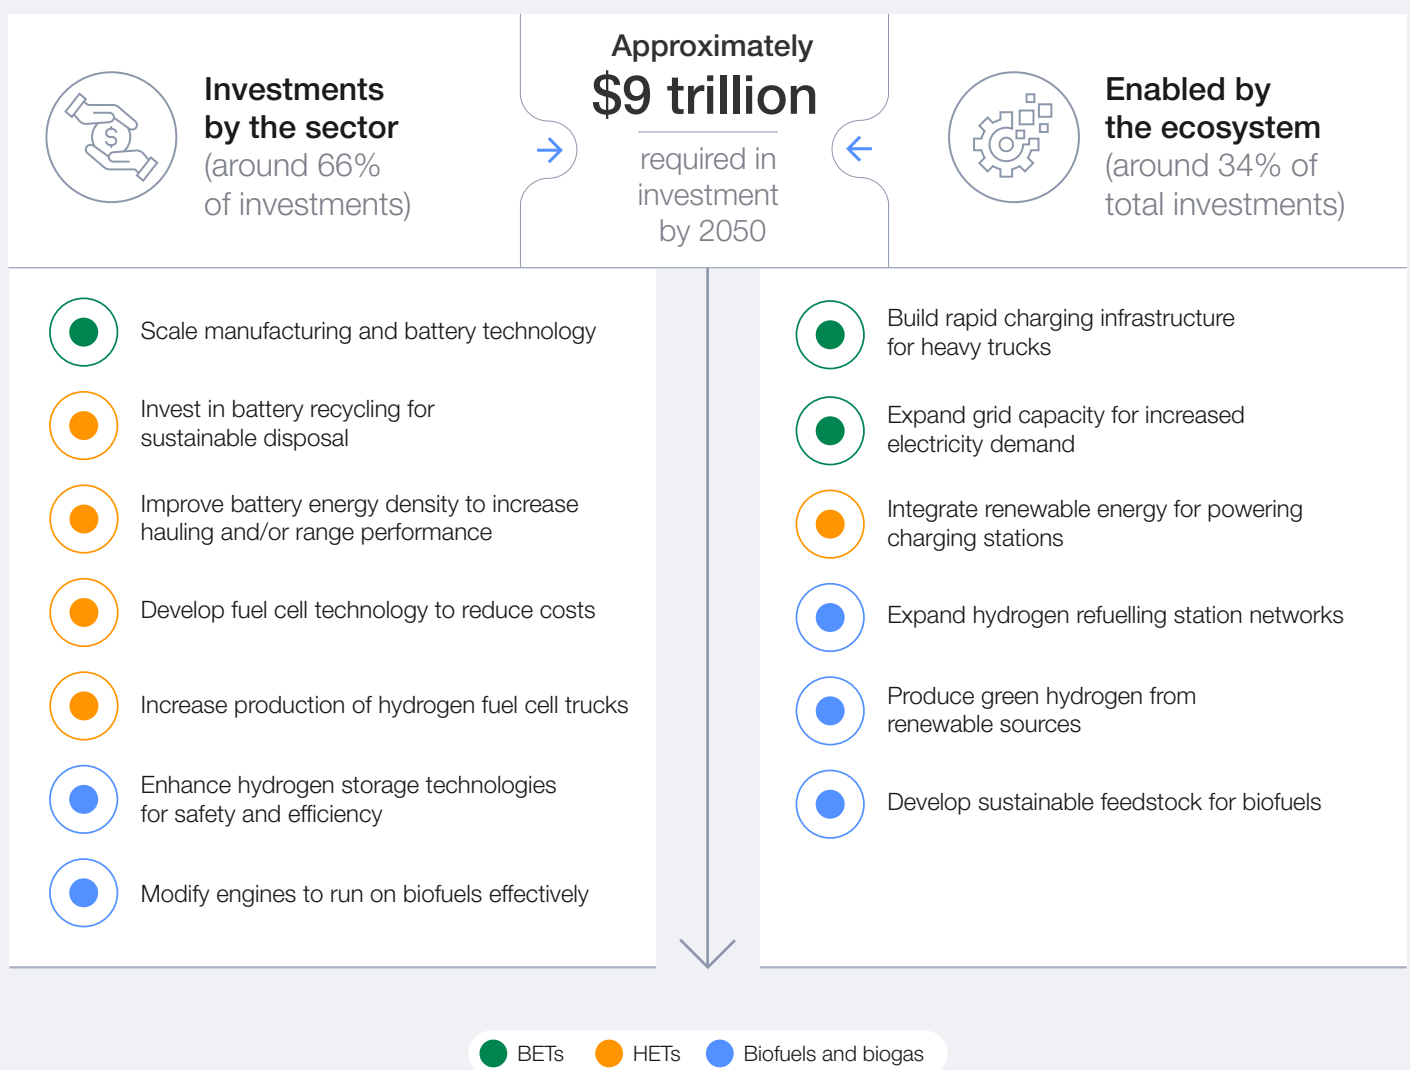 Investments
by the sector
(around 66%
of investments)
Approximately
$9 trillion
required in
investment
by 2050
Enabled by
the ecosystem
(around 34% of
total investments)
$
Scale manufacturing and battery technology
Invest in battery recycling for
sustainable disposal
Improve battery energy density to increase
hauling and/or range performance
Develop fuel cell technology to reduce costs
Increase production of hydrogen fuel cell trucks
Enhance hydrogen storage technologies
for safety and efficiency
Modify engines to run on biofuels effectively
Build rapid charging infrastructure
for heavy trucks
Expand grid capacity for increased
electricity demand
Integrate renewable energy for powering
charging stations
Expand hydrogen refuelling station networks
Produce green hydrogen from
renewable sources
Develop sustainable feedstock for biofuels
BETs HETs Biofuels and biogas